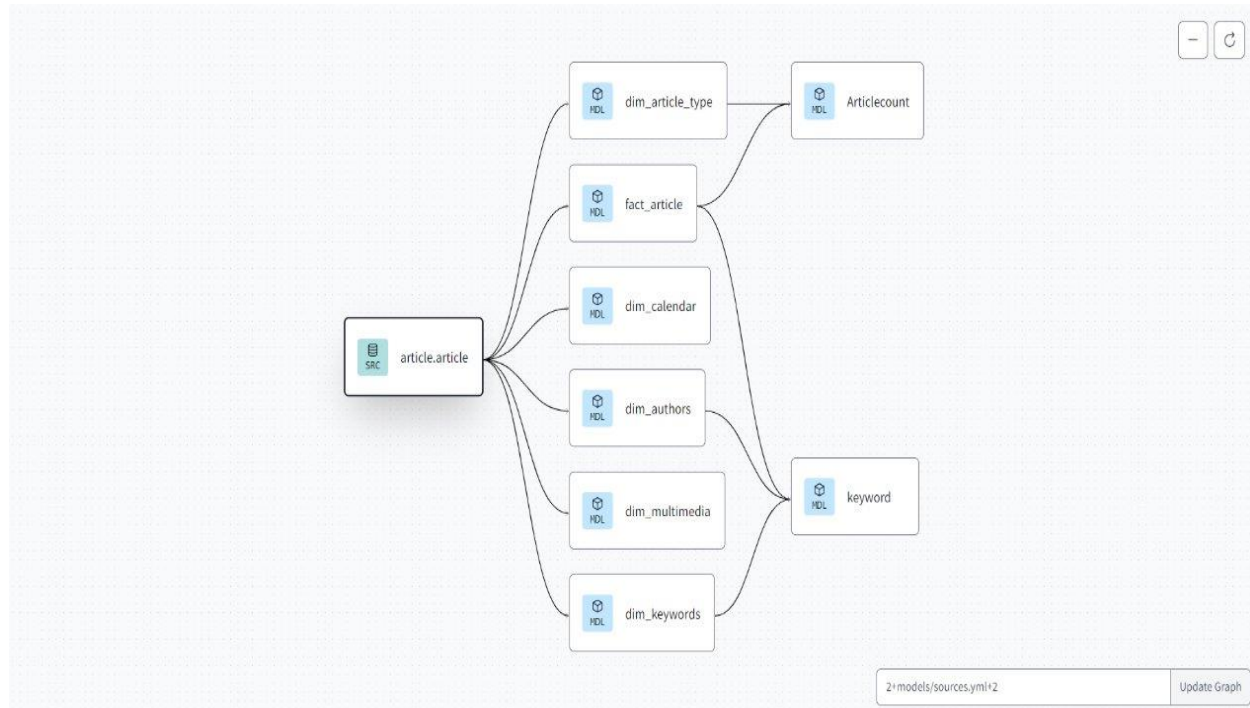 MDL dim_article_type
MDL Articlecount
MDL fact_article
MDL dim_calendar
SRC article.article
MDL dim_authors
MDL keyword
MDL dim_multimedia
MDL dim_keywords
2+models/sources.yml+2 Update Graph